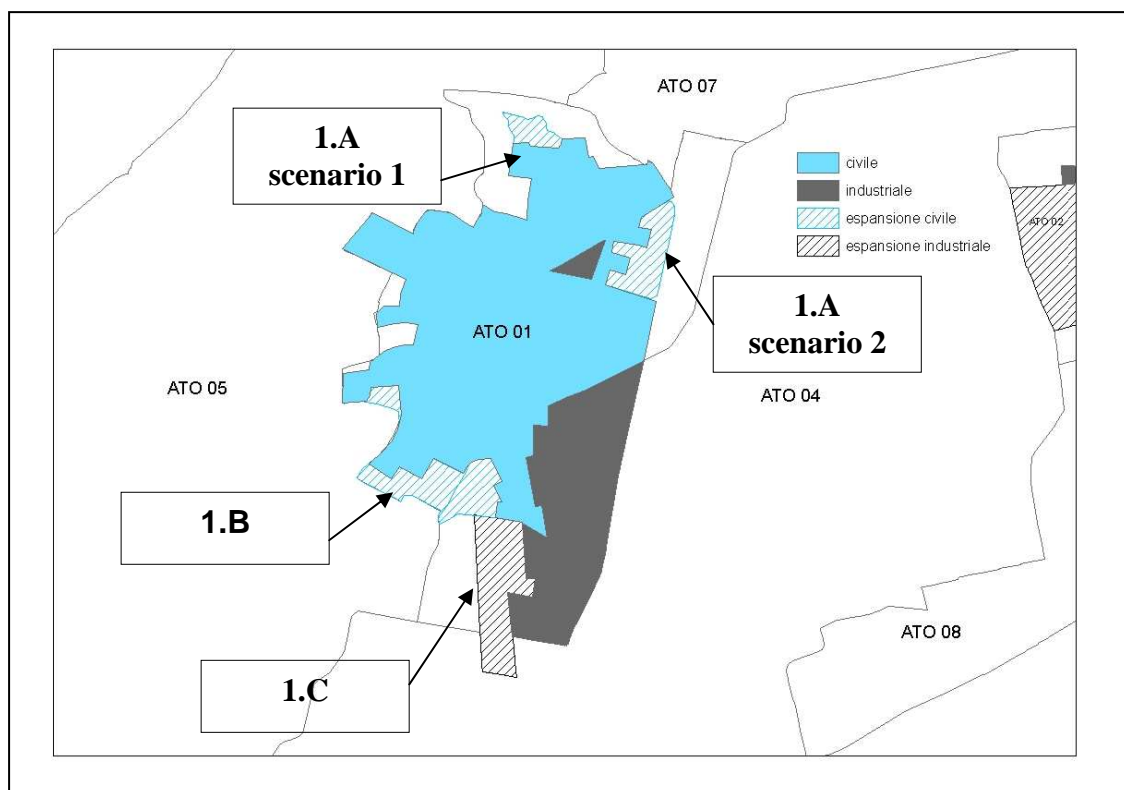 ATO 07
1.A
scenario 1
civile
industriale
espansione civile
espansione industriale
ATO 02
1.A
scenario 2
ATO 01
ATO 05
ATO 04
1.B
ATO 08
1.C